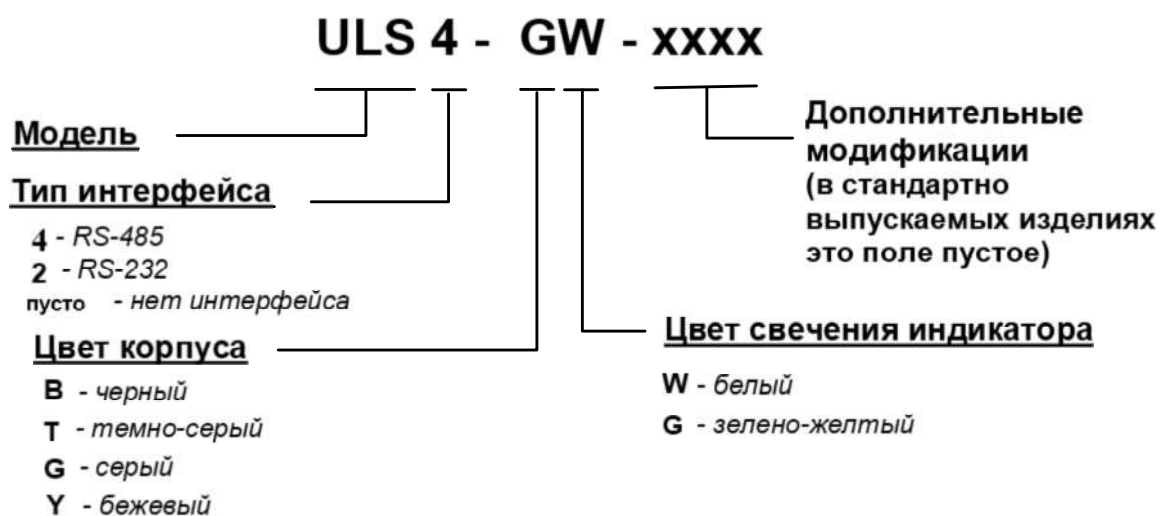 ULS 4 - GW - xxxx
Модель
Тип интерфейса
4 - RS-485
2 - RS-232
пусто - нет интерфейса
Цвет корпуса
B - черный
T - темно-серый
G - серый
Y - бежевый
Дополнительные
модификации
(в стандартно
выпускаемых изделиях
это поле пустое)
Цвет свечения индикатора
W - белый
G - зелено-желтый